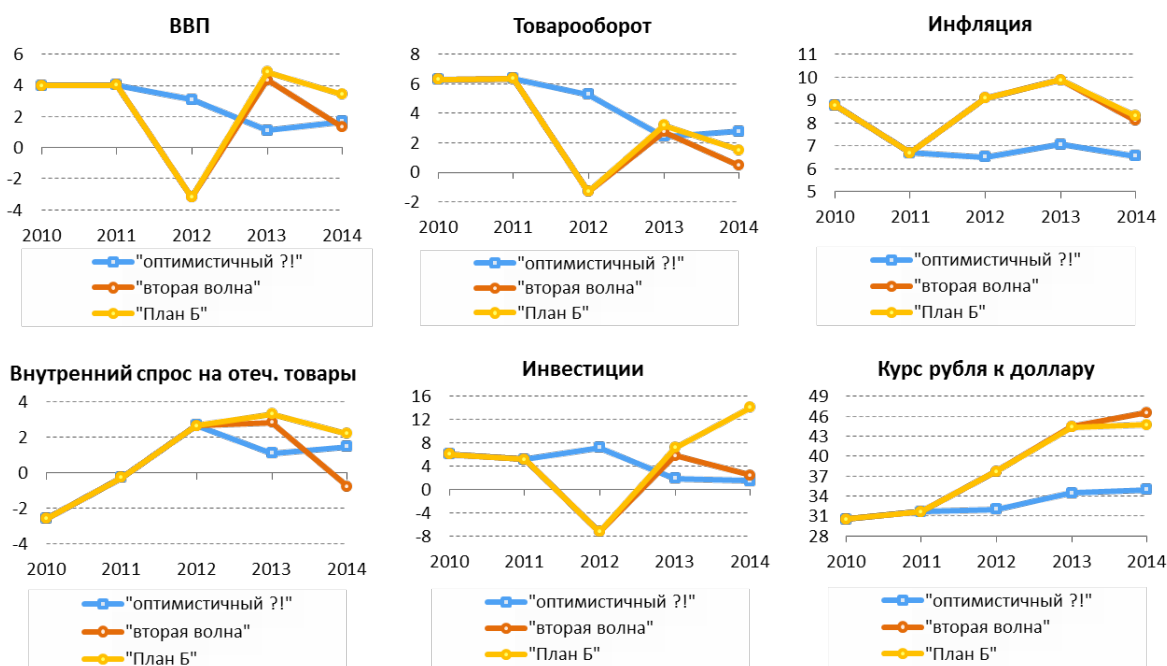 ВВП
6
4
2
0
-2
-4
2010 2011 2012 2013 2014
"оптимистичный ?!"
"вторая волна"
"План Б"
Товарооборот
8
6
4
2
0
-2
2010 2011 2012 2013 2014
"оптимистичный ?!"
"вторая волна"
"План Б"
Инфляция
11
10
9
8
7
6
5
2010 2011 2012 2013 2014
"оптимистичный ?!"
"вторая волна"
"План Б"
Внутренний спрос на отеч. товары
4
2
0
-2
-4
2010 2011 2012 2013 2014
"оптимистичный ?!"
"вторая волна"
"План Б"
Инвестиции
16
12
8
4
0
-4
-8
2010 2011 2012 2013 2014
"оптимистичный ?!"
"вторая волна"
"План Б"
Курс рубля к доллару
49
46
43
40
37
34
31
28
2010 2011 2012 2013 2014
"оптимистичный ?!"
"вторая волна"
"План Б"